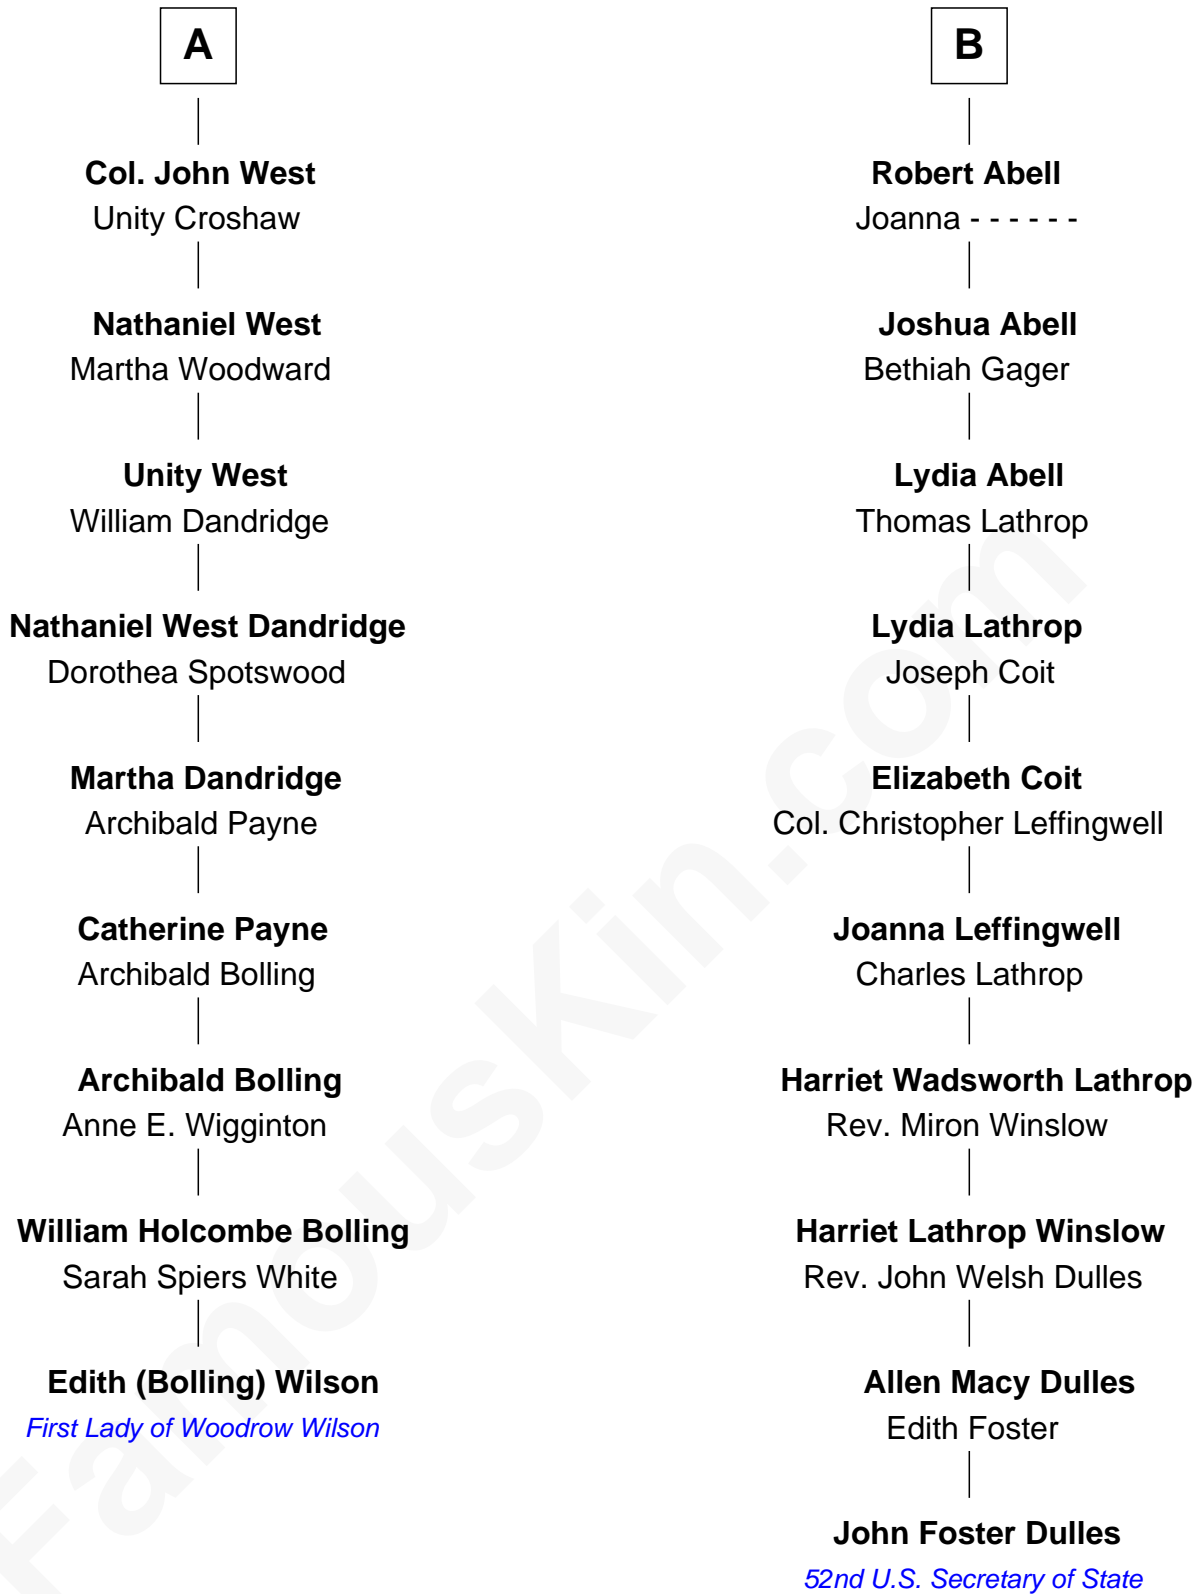 A
Col. John West
Unity Croshaw
Nathaniel West
Martha Woodward
Unity West
William Dandridge
Nathaniel West Dandridge
Dorothea Spotswood
Martha Dandridge
Archibald Payne
Catherine Payne
Archibald Bolling
Archibald Bolling
Anne E. Wigginton
William Holcombe Bolling
Sarah Spiers White
Edith (Bolling) Wilson
First Lady of Woodrow Wilson
B
Robert Abell
Joanna - - - - - -
Joshua Abell
Bethiah Gager
Lydia Abell
Thomas Lathrop
Lydia Lathrop
Joseph Coit
Elizabeth Coit
Col. Christopher Leffingwell
Joanna Leffingwell
Charles Lathrop
Harriet Wadsworth Lathrop
Rev. Miron Winslow
Harriet Lathrop Winslow
Rev. John Welsh Dulles
Allen Macy Dulles
Edith Foster
John Foster Dulles
52nd U.S. Secretary of State
FamousKin.com